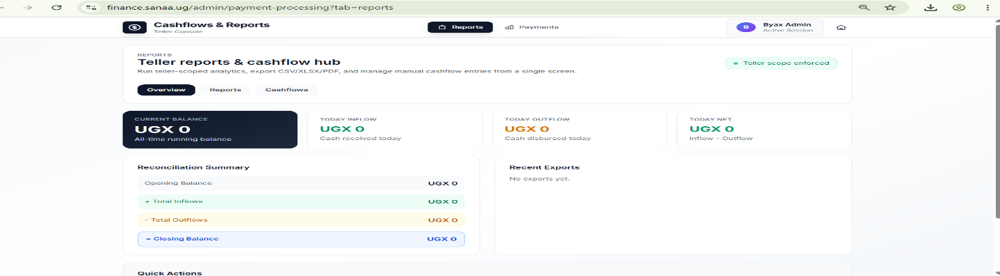 finance.sanaa.ug/admin/payment-processing?tab=reports
Cashflows & Reports
Teller Console
Reports
Payments
B
Byax Admin
Active Session
REPORTS
Teller reports & cashflow hub
Run teller-scoped analytics, export CSV/XLSX/PDF, and manage manual cashflow entries from a single screen.
Teller scope enforced
Overview
Reports
Cashflows
CURRENT BALANCE
UGX 0
All-time running balance
TODAY INFLOW
UGX 0
Cash received today
TODAY OUTFLOW
UGX 0
Cash disbursed today
TODAY NET
UGX 0
Inflow - Outflow
Reconciliation Summary
Opening Balance UGX 0
+ Total Inflows UGX 0
- Total Outflows UGX 0
= Closing Balance UGX 0
Recent Exports
No exports yet.
Quick Actions